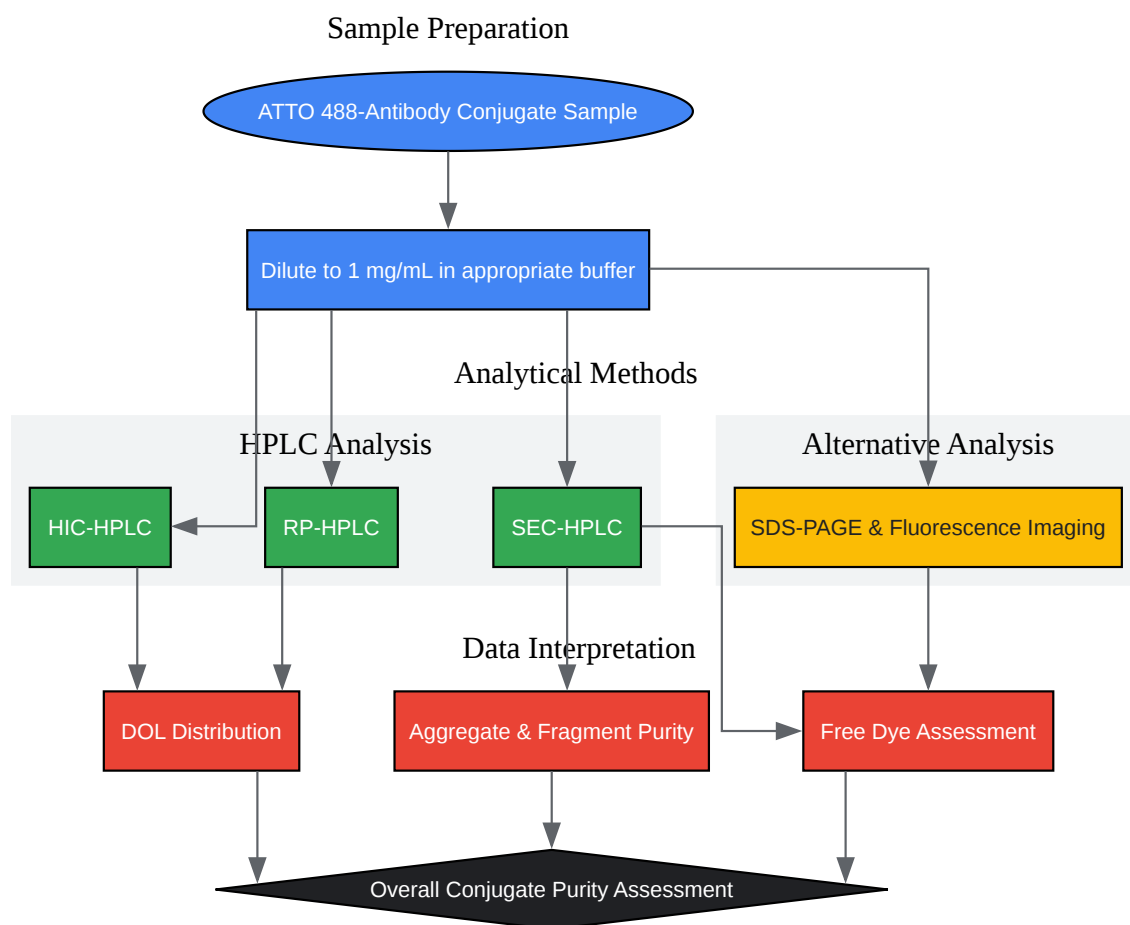 Sample Preparation
ATTO 488-Antibody Conjugate Sample
Dilute to 1 mg/mL in appropriate buffer
Analytical Methods
HPLC Analysis
Alternative Analysis
HIC-HPLC
RP-HPLC
SEC-HPLC
SDS-PAGE & Fluorescence Imaging
Data Interpretation
DOL Distribution
Aggregate & Fragment Purity
Free Dye Assessment
Overall Conjugate Purity Assessment